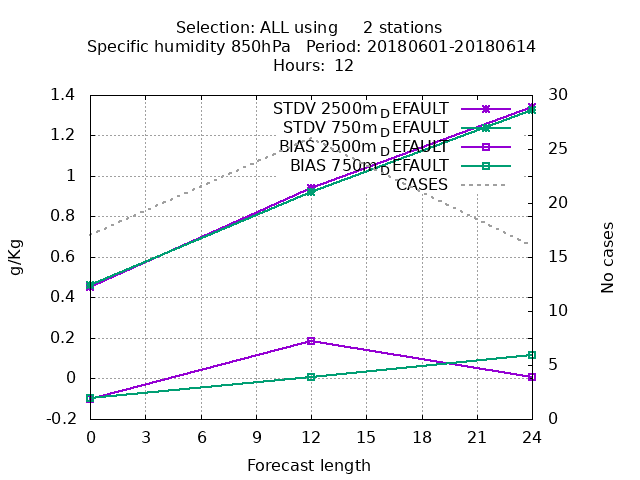 Selection: ALL using     2 stations
Specific humidity 850hPa   Period: 20180601-20180614
Hours: 12
STDV 2500m_DEFAULT
STDV 750m_DEFAULT
BIAS 2500m_DEFAULT
BIAS 750m_DEFAULT
CASES
1.4
1.2
1
0.8
0.6
0.4
0.2
0
-0.2
g/Kg
30
25
20
15
10
5
0
No cases
0 3 6 9 12 15 18 21 24
Forecast length